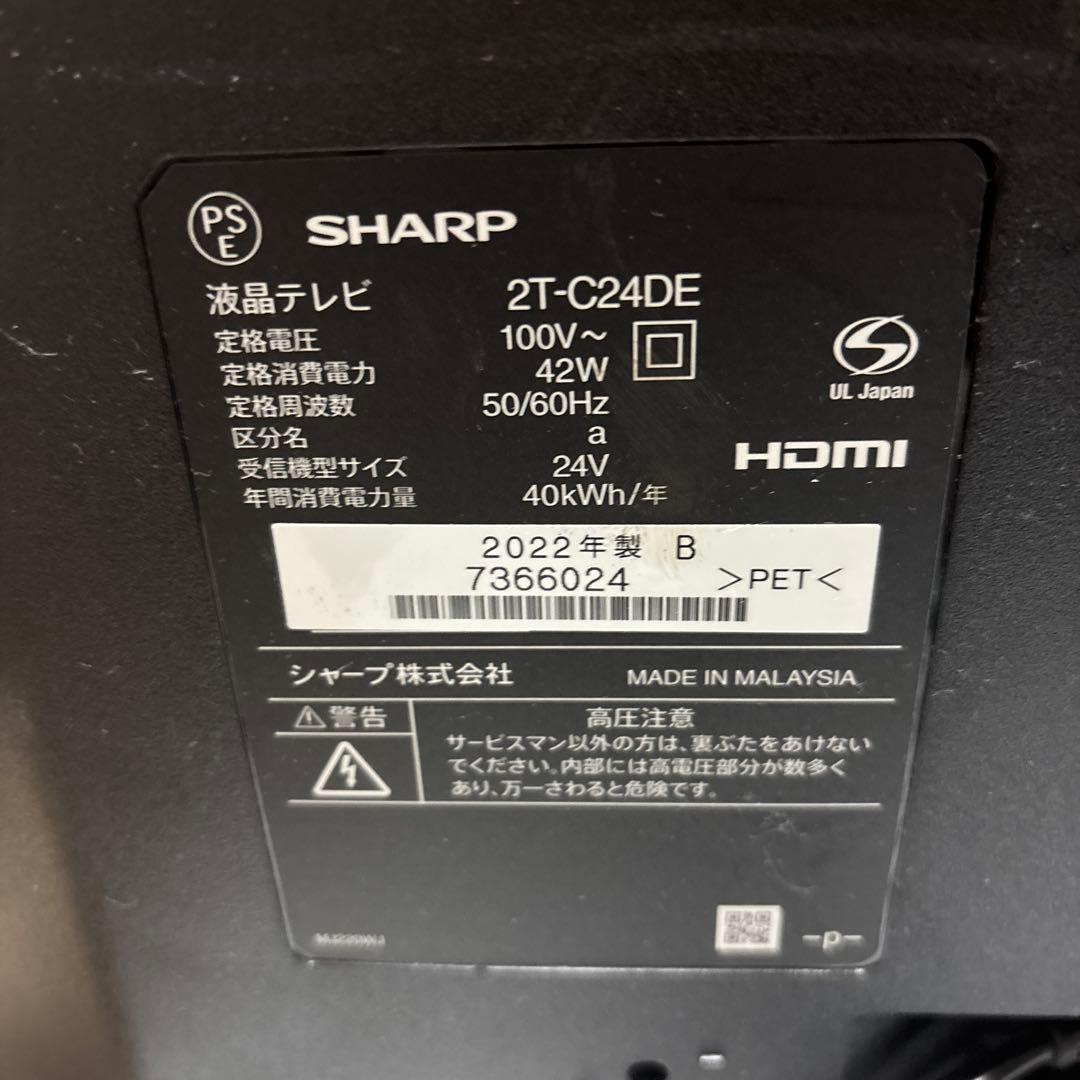 PS
E
SHARP
液晶テレビ 2T-C24DE
定格電圧 100V～
定格消費電力 42W
定格周波数 50/60Hz
区分名 a
受信機型サイズ 24V
年間消費電力量 40kWh/年
S
UL Japan
HDMI
2022年製 B
7366024 >PET<
シャープ株式会社 MADE IN MALAYSIA
⚠警告
高圧注意
サービスマン以外の方は、裏ぶたをあけない
でください。内部には高電圧部分が数多く
あり、万一さわると危険です。
-p-